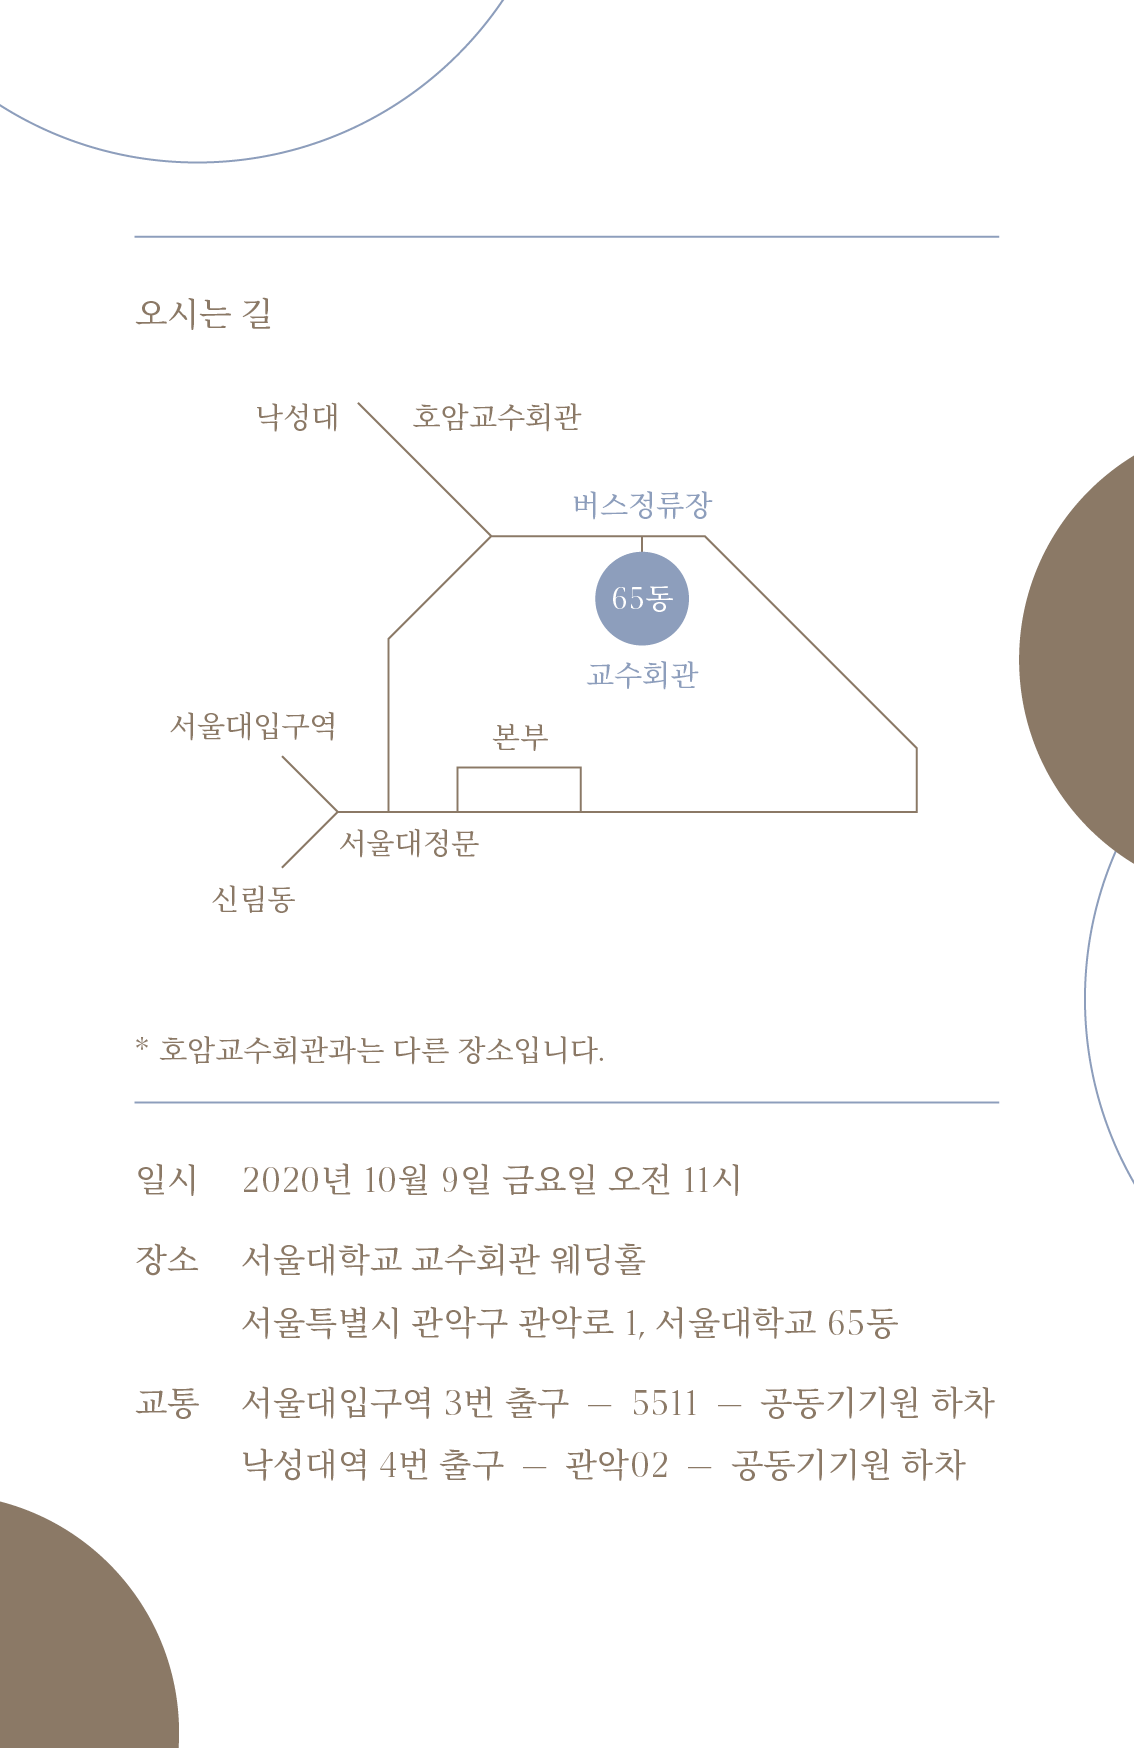 오시는 길
낙성대
호암교수회관
버스정류장
65동
교수회관
서울대입구역
본부
서울대정문
신림동
* 호암교수회관과는 다른 장소입니다.
일시 2020년 10월 9일 금요일 오전 11시
장소 서울대학교 교수회관 웨딩홀
서울특별시 관악구 관악로 1, 서울대학교 65동
교통 서울대입구역 3번 출구 – 5511 – 공동기기원 하차
낙성대역 4번 출구 – 관악02 – 공동기기원 하차